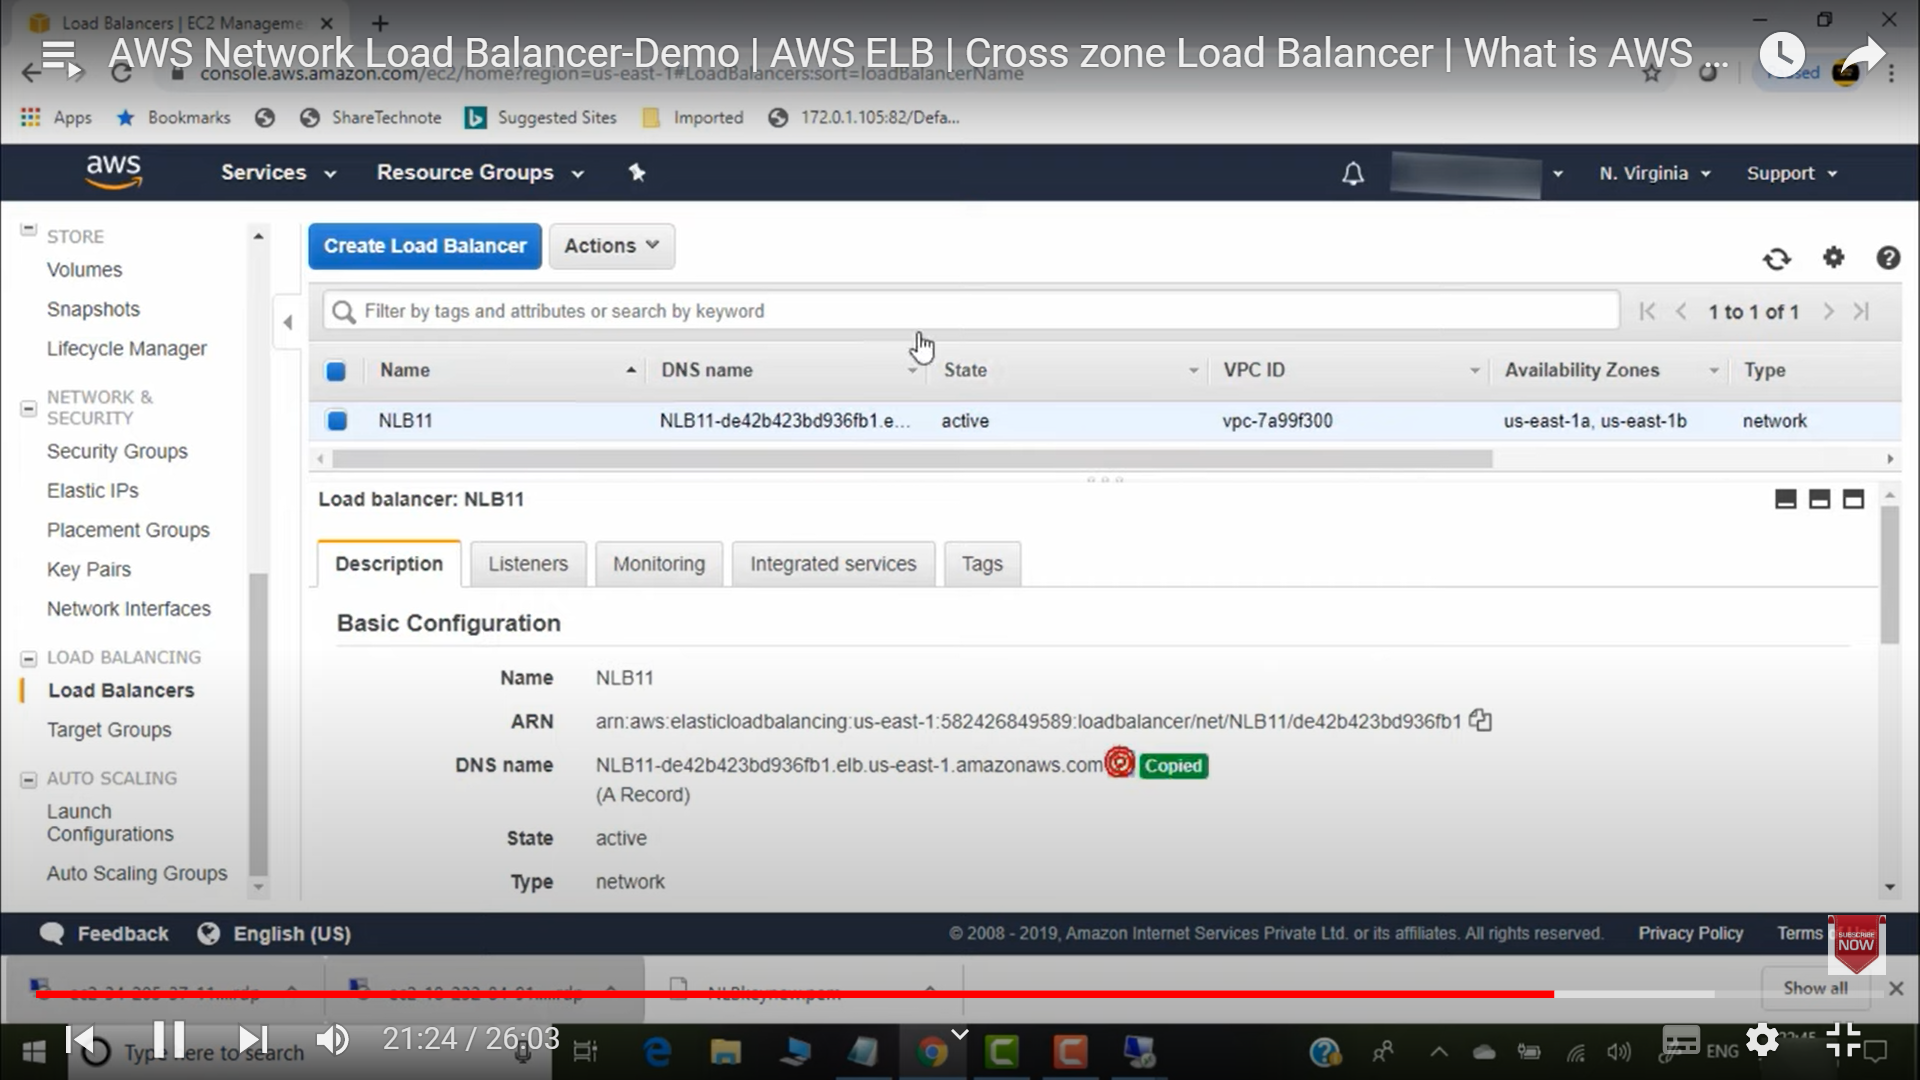 Load Balancers | EC2 Manageme
AWS Network Load Balancer-Demo | AWS ELB | Cross zone Load Balancer | What is AWS ...
console.aws.amazon.com/ec2/home?region=us-east-1#LoadBalancers:sort=loadBalancerName
Apps Bookmarks ShareTechnote Suggested Sites Imported 172.0.1.105:82/Defa...
aws Services Resource Groups N. Virginia Support
STORE
Volumes
Snapshots
Lifecycle Manager
NETWORK &
SECURITY
Security Groups
Elastic IPs
Placement Groups
Key Pairs
Network Interfaces
LOAD BALANCING
Load Balancers
Target Groups
AUTO SCALING
Launch
Configurations
Auto Scaling Groups
Create Load Balancer Actions
Filter by tags and attributes or search by keyword 1 to 1 of 1
Name DNS name State VPC ID Availability Zones Type
NLB11 NLB11-de42b423bd936fb1.e... active vpc-7a99f300 us-east-1a, us-east-1b network
Load balancer: NLB11
Description Listeners Monitoring Integrated services Tags
Basic Configuration
Name NLB11
ARN arn:aws:elasticloadbalancing:us-east-1:582426849589:loadbalancer/net/NLB11/de42b423bd936fb1
DNS name NLB11-de42b423bd936fb1.elb.us-east-1.amazonaws.com Copied
(A Record)
State active
Type network
Feedback English (US) © 2008 - 2019, Amazon Internet Services Private Ltd. or its affiliates. All rights reserved. Privacy Policy Terms
SUBSCRIBE
NOW
Show all
21:24 / 26:03
Type here to search ENG